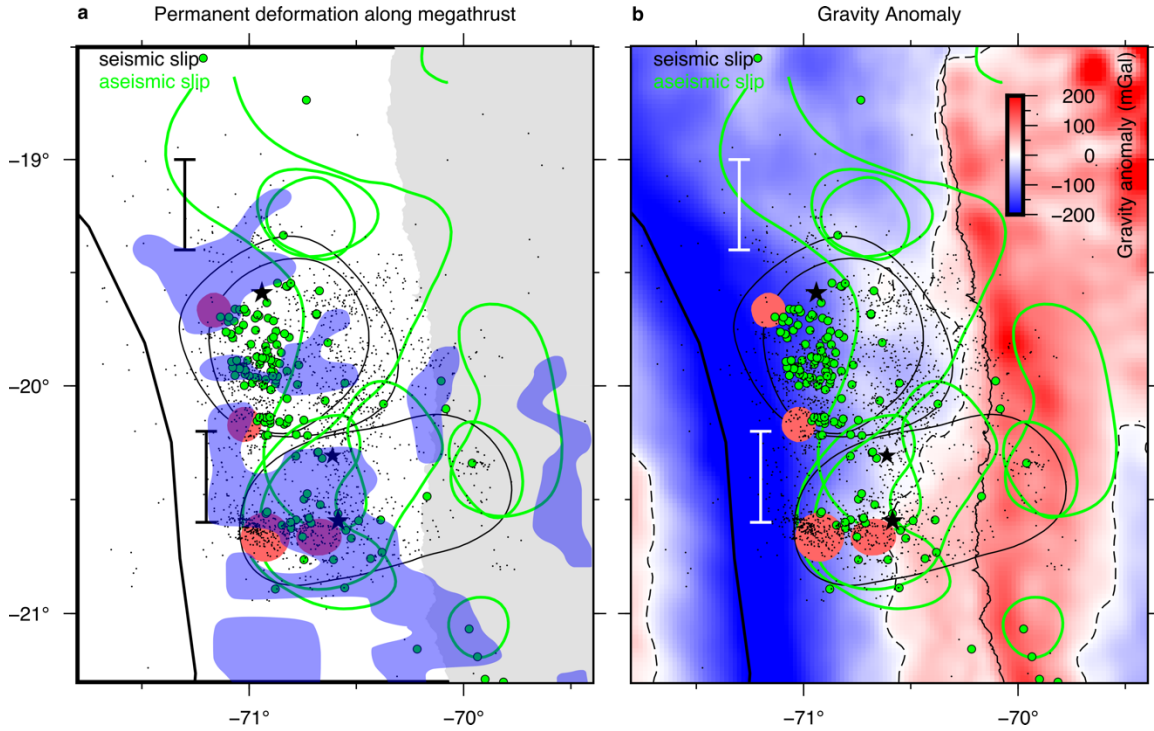 a Permanent deformation along megathrust
seismic slip
aseismic slip
−19°
−20°
−21°
−71° −70°
b Gravity Anomaly
seismic slip
aseismic slip
200
100
0
−100
−200
Gravity anomaly (mGal)
−71° −70°